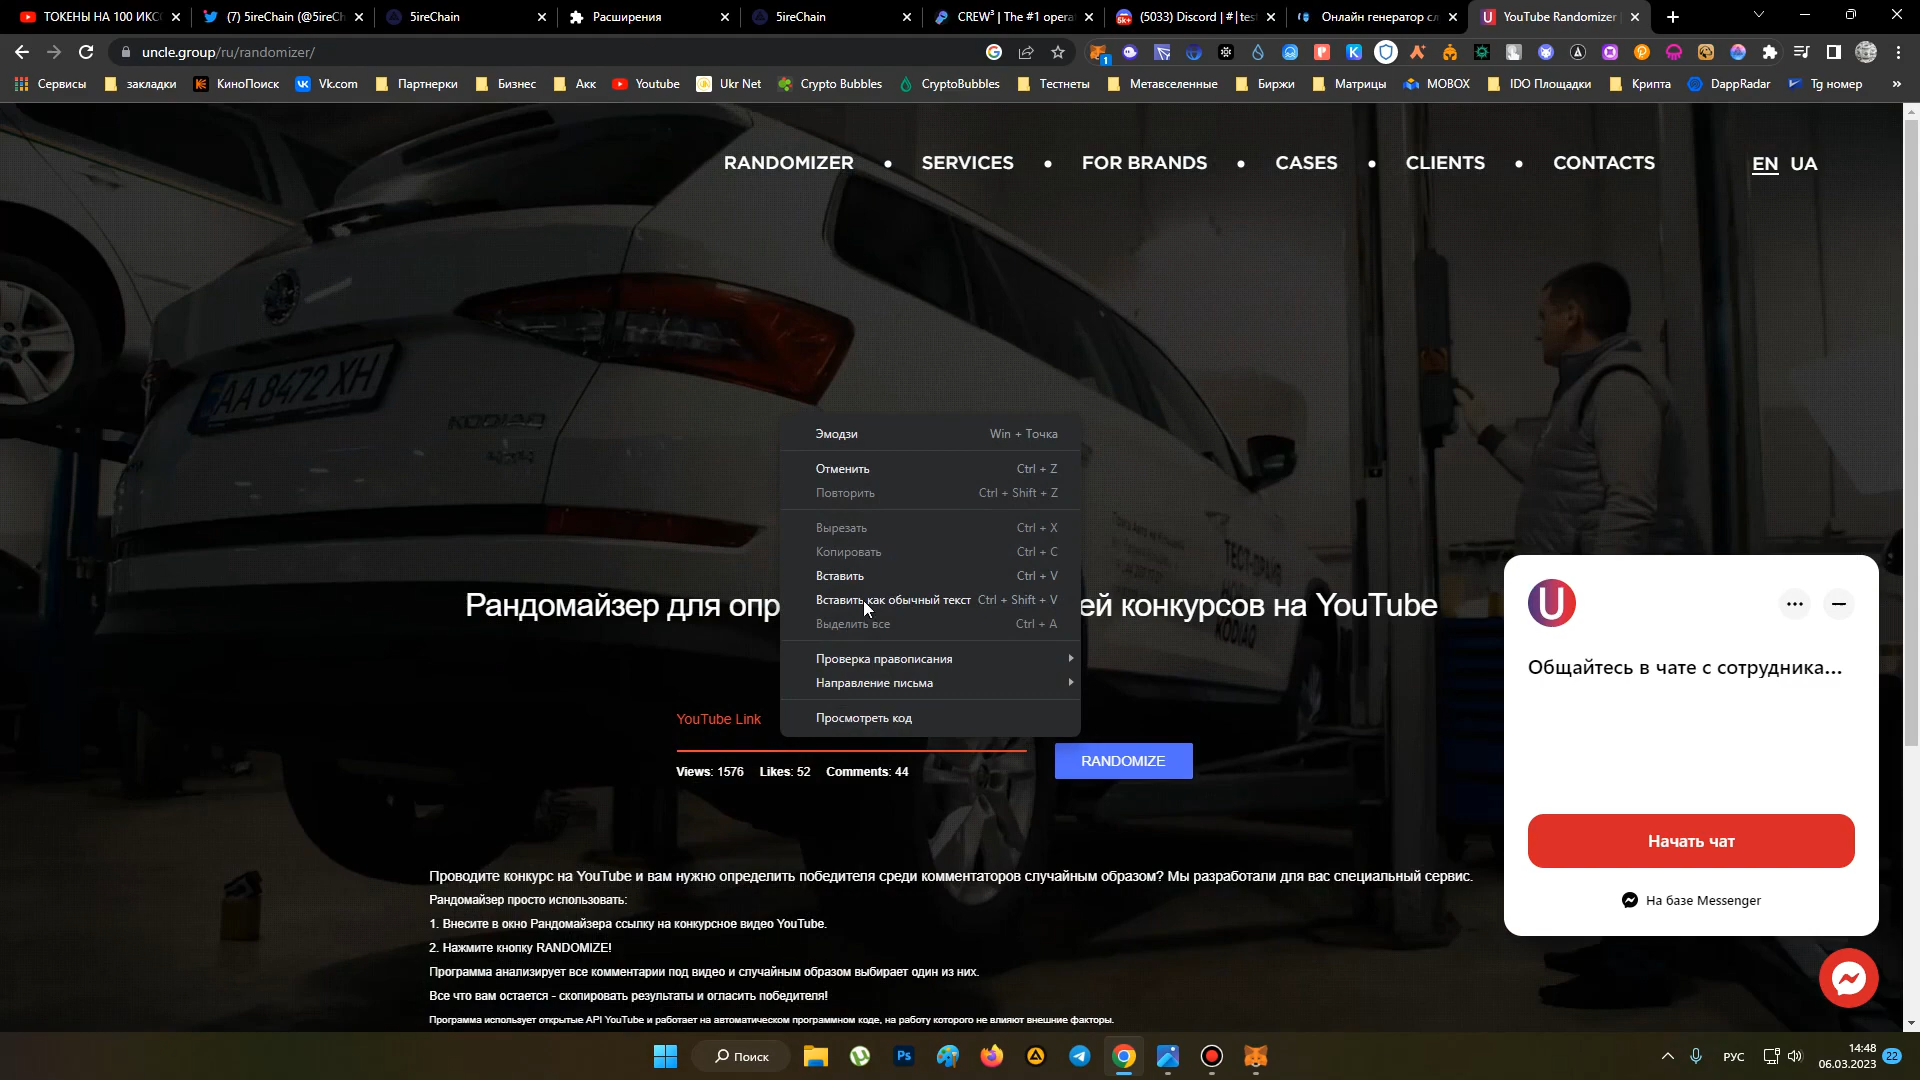 ТОКЕНЫ НА 100 ИКС
(7) 5ireChain (@5ireCh
5ireChain
Расширения
5ireChain
CREW³ | The #1 opera
(5033) Discord | # | tes
Онлайн генератор сл
YouTube Randomizer
uncle.group/ru/randomizer/
1
Сервисы
закладки
КиноПоиск
Vk.com
Партнерки
Бизнес
Акк
Youtube
Ukr Net
Crypto Bubbles
CryptoBubbles
Тестнеты
Метавселенные
Биржи
Матрицы
MOBOX
IDO Площадки
Крипта
DappRadar
Tg номер
»
RANDOMIZER • SERVICES • FOR BRANDS • CASES • CLIENTS • CONTACTS
EN UA
AA 8472 XH
KODIAQ
4x4
Эмодзи Win + Точка
Отменить Ctrl + Z
Повторить Ctrl + Shift + Z
Вырезать Ctrl + X
Копировать Ctrl + C
Вставить Ctrl + V
Вставить как обычный текст Ctrl + Shift + V
Выделить все Ctrl + A
Проверка правописания
Направление письма
Просмотреть код
ТЕСТ-ДРАЙВ
KODIAQ
Рандомайзер для опр ей конкурсов на YouTube
YouTube Link
Views: 1576 Likes: 52 Comments: 44
RANDOMIZE
Проводите конкурс на YouTube и вам нужно определить победителя среди комментаторов случайным образом? Мы разработали для вас специальный сервис.
Рандомайзер просто использовать:
1. Внесите в окно Рандомайзера ссылку на конкурсное видео YouTube.
2. Нажмите кнопку RANDOMIZE!
Программа анализирует все комментарии под видео и случайным образом выбирает один из них.
Все что вам остается - скопировать результаты и огласить победителя!
Программа использует открытые API YouTube и работает на автоматическом программном коде, на работу которого не влияют внешние факторы.
U
Общайтесь в чате с сотрудника...
Начать чат
На базе Messenger
Поиск
Ps
РУС
14:48
06.03.2023
22